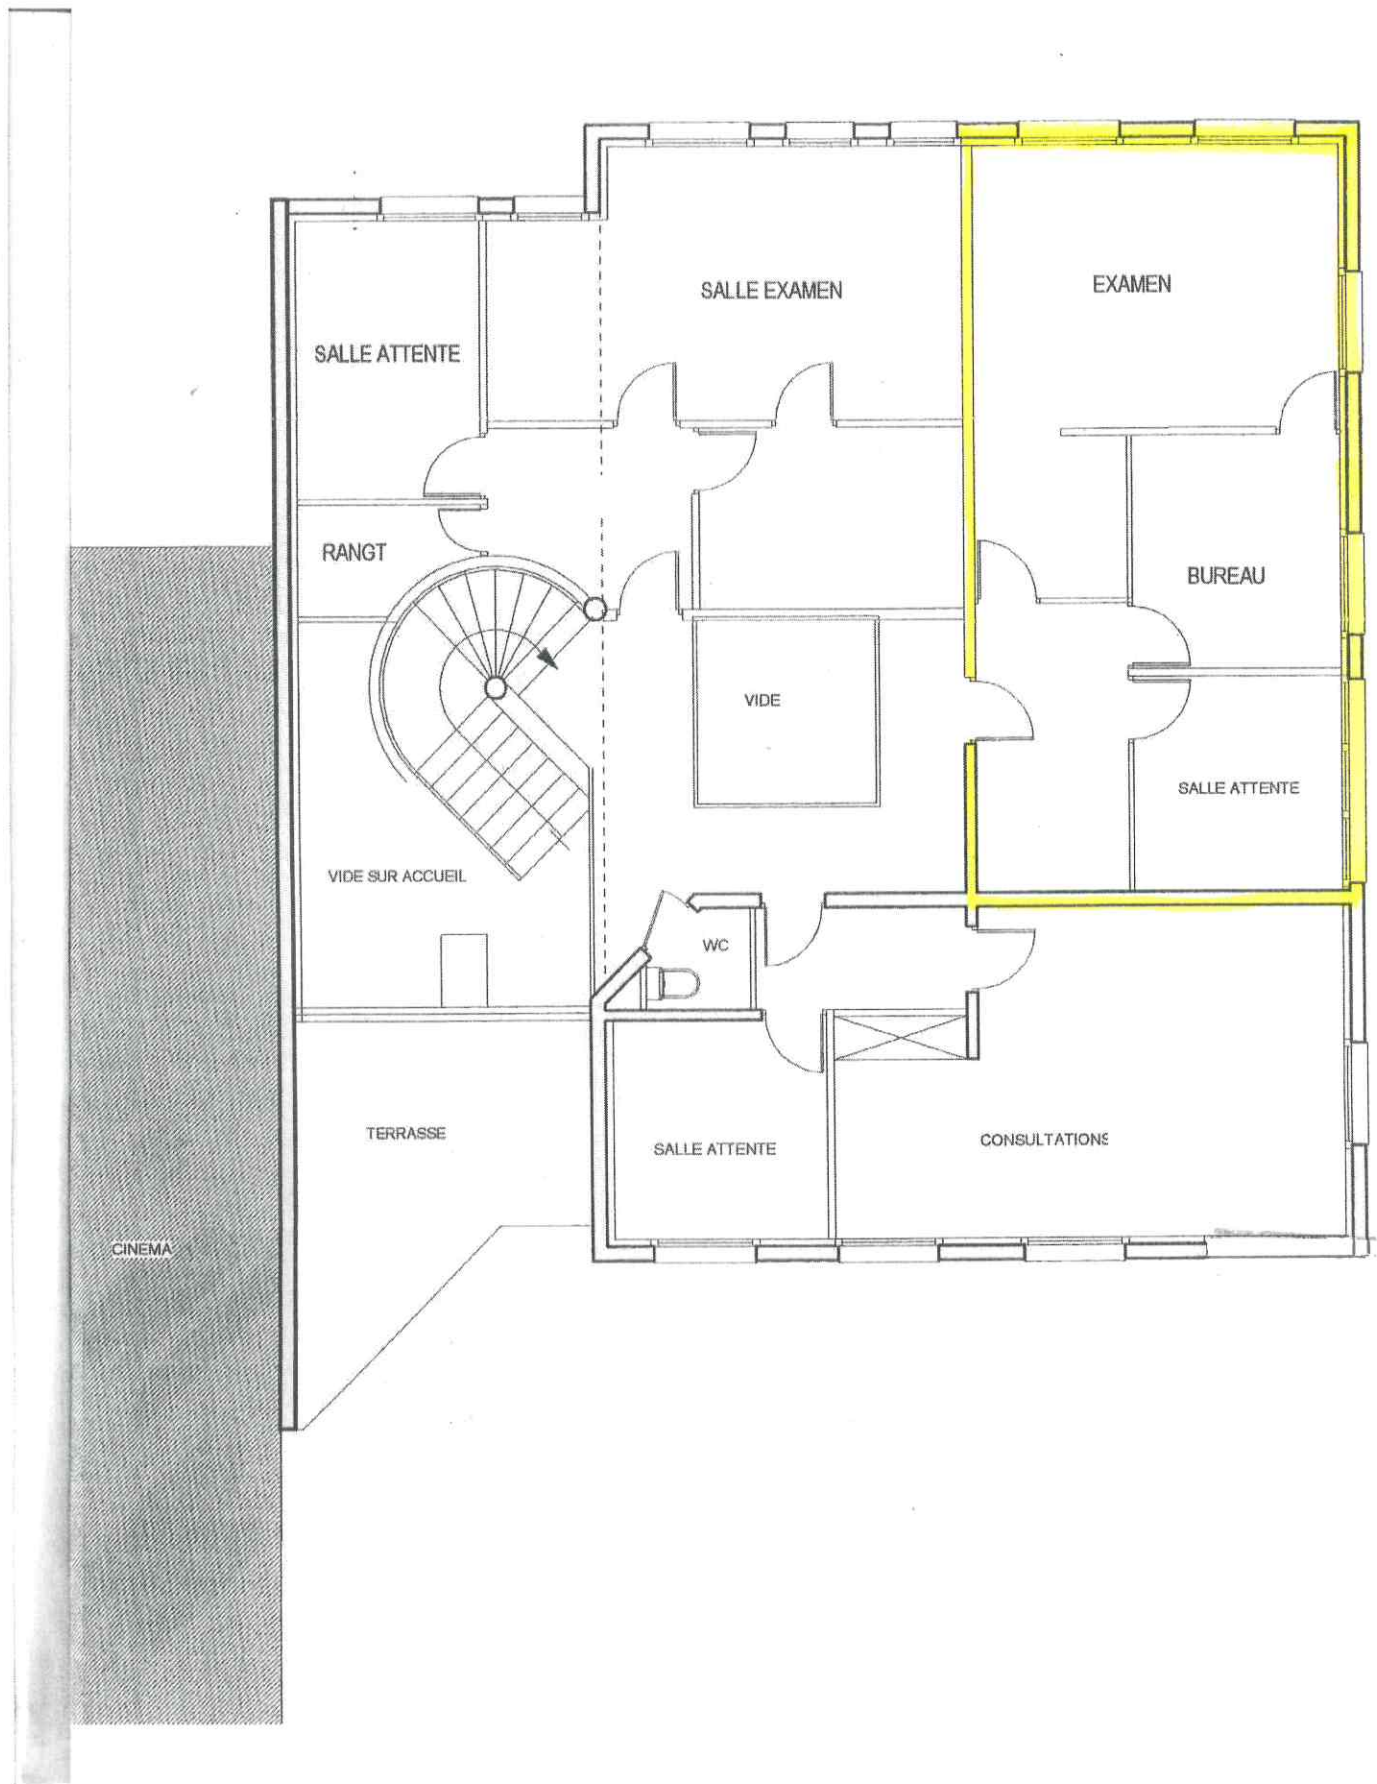 SALLE EXAMEN
EXAMEN
SALLE ATTENTE
RANGT
BUREAU
VIDE
SALLE ATTENTE
VIDE SUR ACCUEIL
WC
TERRASSE
SALLE ATTENTE
CONSULTATIONS
CINEMA